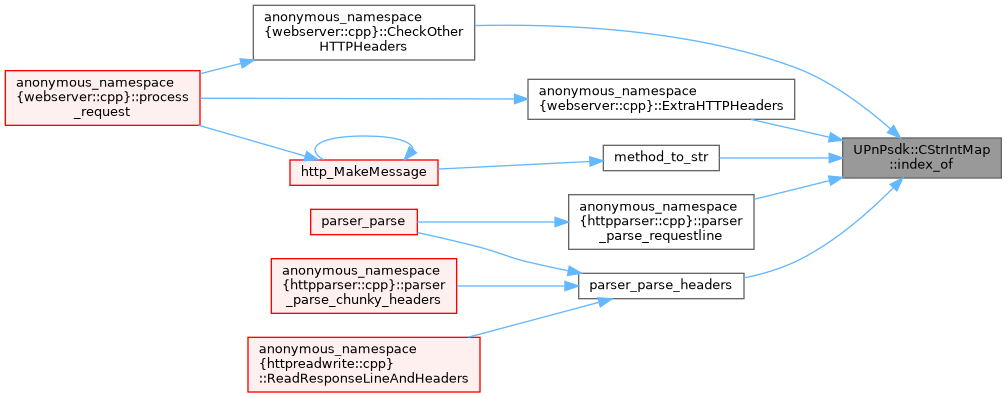 anonymous_namespace
{webserver::cpp}::CheckOther
HTTPHeaders
anonymous_namespace
{webserver::cpp}::process
_request
anonymous_namespace
{webserver::cpp}::ExtraHTTPHeaders
UPnPsdk::CStrIntMap
::index_of
method_to_str
http_MakeMessage
anonymous_namespace
{httpparser::cpp}::parser
_parse_requestline
parser_parse
anonymous_namespace
{httpparser::cpp}::parser
_parse_chunky_headers
parser_parse_headers
anonymous_namespace
{httpreadwrite::cpp}
::ReadResponseLineAndHeaders